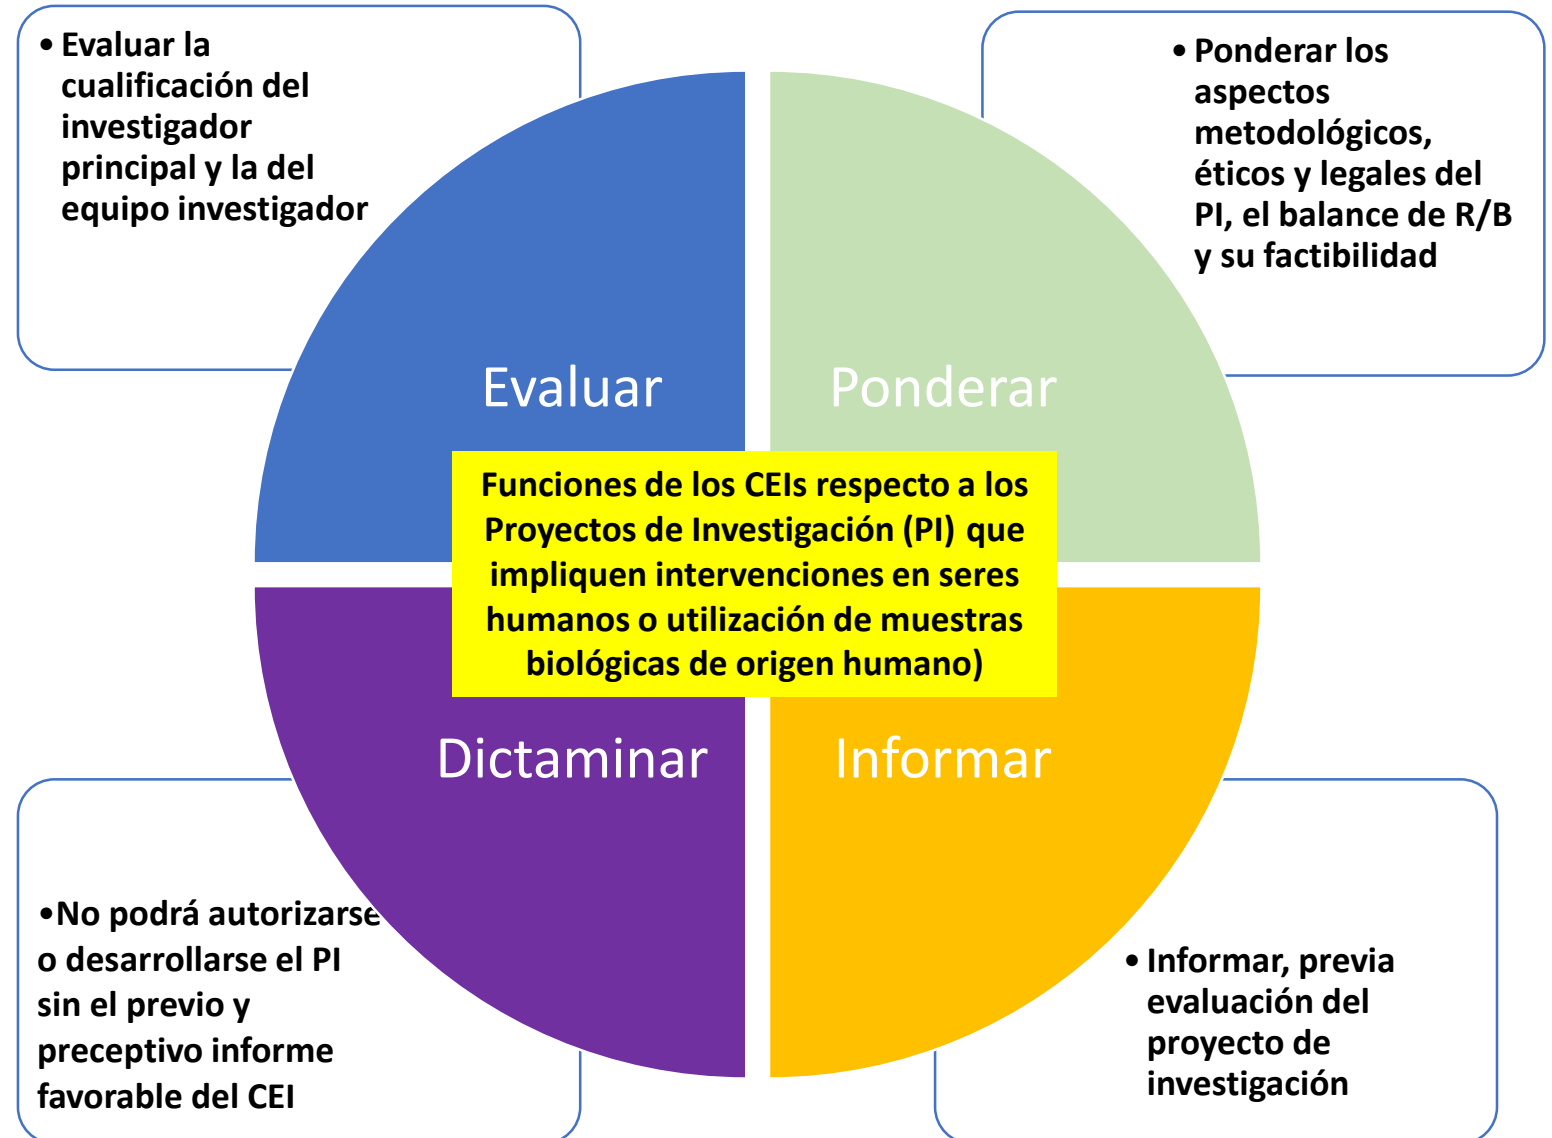 • Evaluar la
cualificación del
investigador
principal y la del
equipo investigador
• Ponderar los
aspectos
metodológicos,
éticos y legales del
PI, el balance de R/B
y su factibilidad
Evaluar
Ponderar
Funciones de los CEIs respecto a los
Proyectos de Investigación (PI) que
impliquen intervenciones en seres
humanos o utilización de muestras
biológicas de origen humano)
Dictaminar
Informar
•No podrá autorizarse
o desarrollarse el PI
sin el previo y
preceptivo informe
favorable del CEI
• Informar, previa
evaluación del
proyecto de
investigación